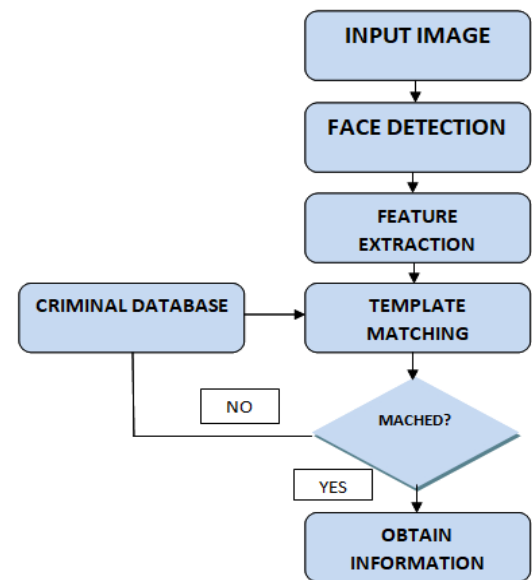 INPUT IMAGE
FACE DETECTION
FEATURE
EXTRACTION
CRIMINAL DATABASE
TEMPLATE
MATCHING
NO
MACHED?
YES
OBTAIN
INFORMATION